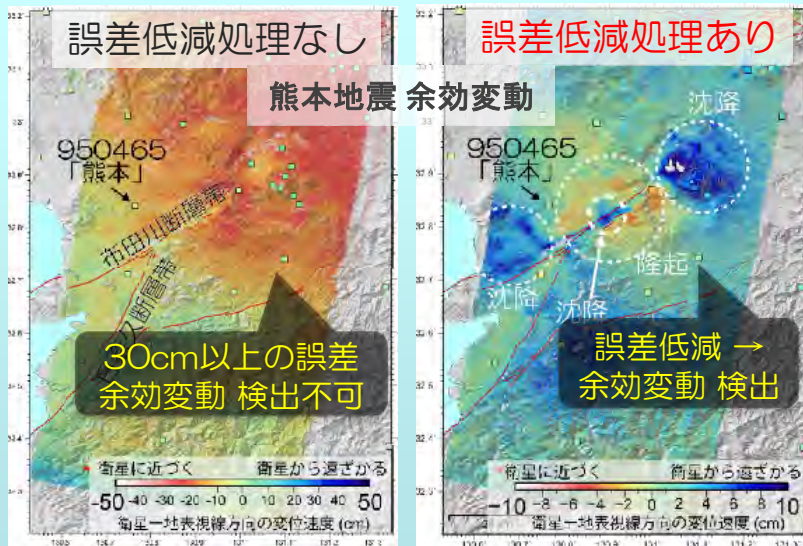 誤差低減処理なし
誤差低減処理あり
熊本地震 余効変動
950465
「熊本」
布田川断層帯
ス断層帯
30cm以上の誤差
余効変動 検出不可
衛星に近づく 衛星から遠ざかる
-50 -40 -30 -20 -10 0 10 20 30 40 50
衛星－地表視線方向の変位速度 (cm)
沈降
950465
「熊本」
隆起
沈降
沈降
誤差低減 →
余効変動 検出
衛星に近づく 衛星から遠ざかる
-10 -8 -6 -4 -2 0 2 4 6 8 10
衛星－地表視線方向の変位速度 (cm)